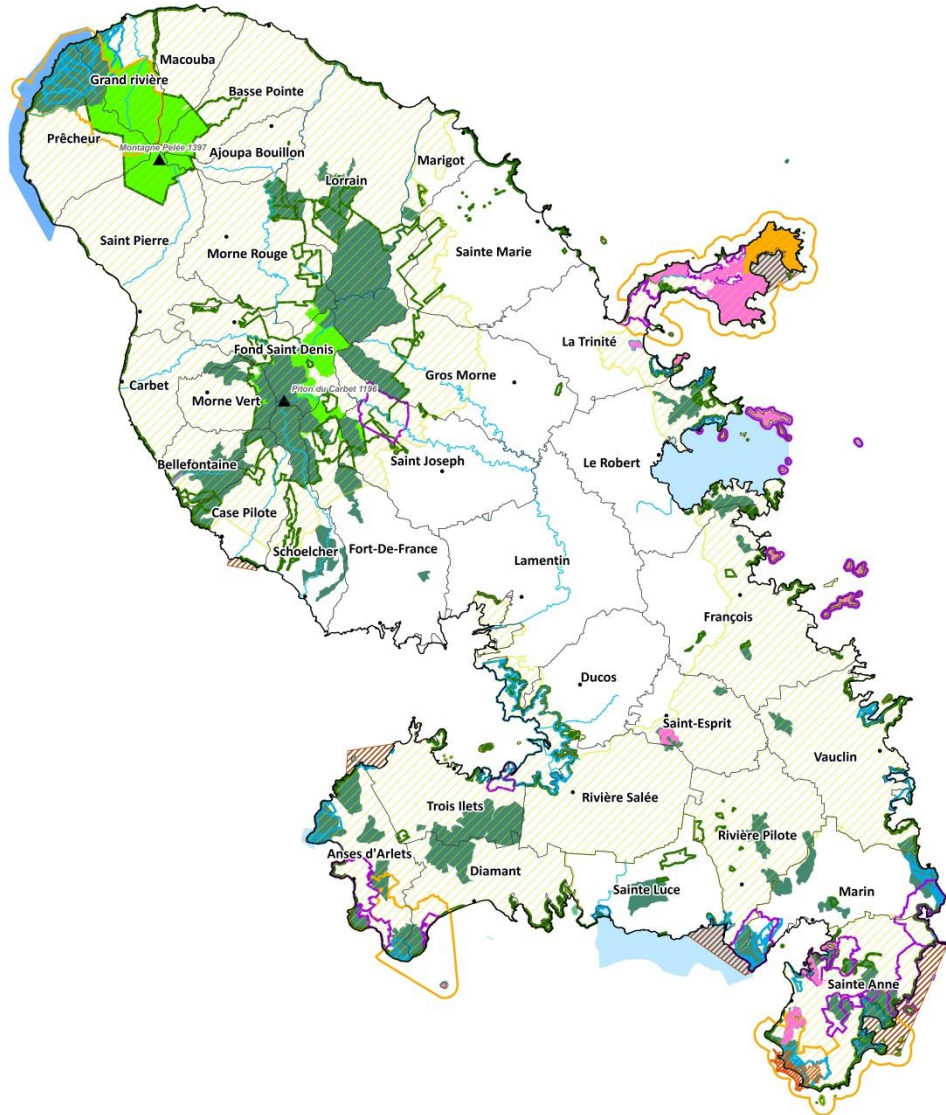 Macouba
Grand rivière
Basse Pointe
Prêcheur
Montagne Pelée 1397
Ajoupa Bouillon
Marigot
Lorrain
Saint Pierre
Morne Rouge
Sainte Marie
La Trinité
Fond Saint Denis
Gros Morne
Carbet
Piton du Carbet 1196
Morne Vert
Bellefontaine
Saint Joseph
Le Robert
Case Pilote
Schoelcher
Fort-De-France
Lamentin
François
Ducos
Saint-Esprit
Vauclin
Trois Ilets
Rivière Salée
Rivière Pilote
Anses d'Arlets
Diamant
Sainte Luce
Marin
Sainte Anne